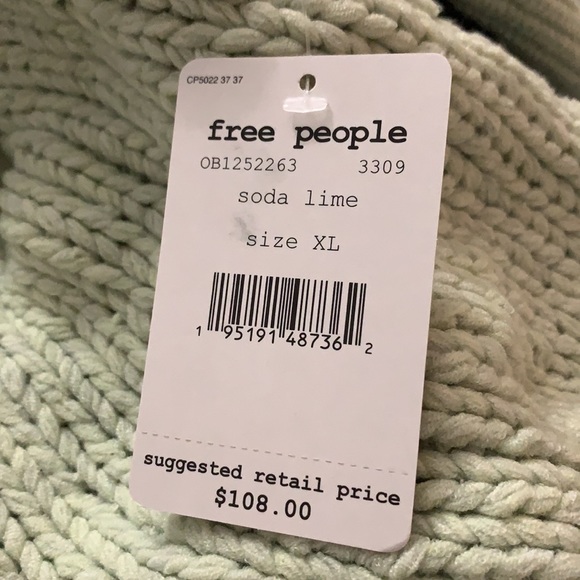 CP5022 37 37
free people
OB1252263 3309
soda lime
size XL
1 95191 48736 2
suggested retail price
$108.00